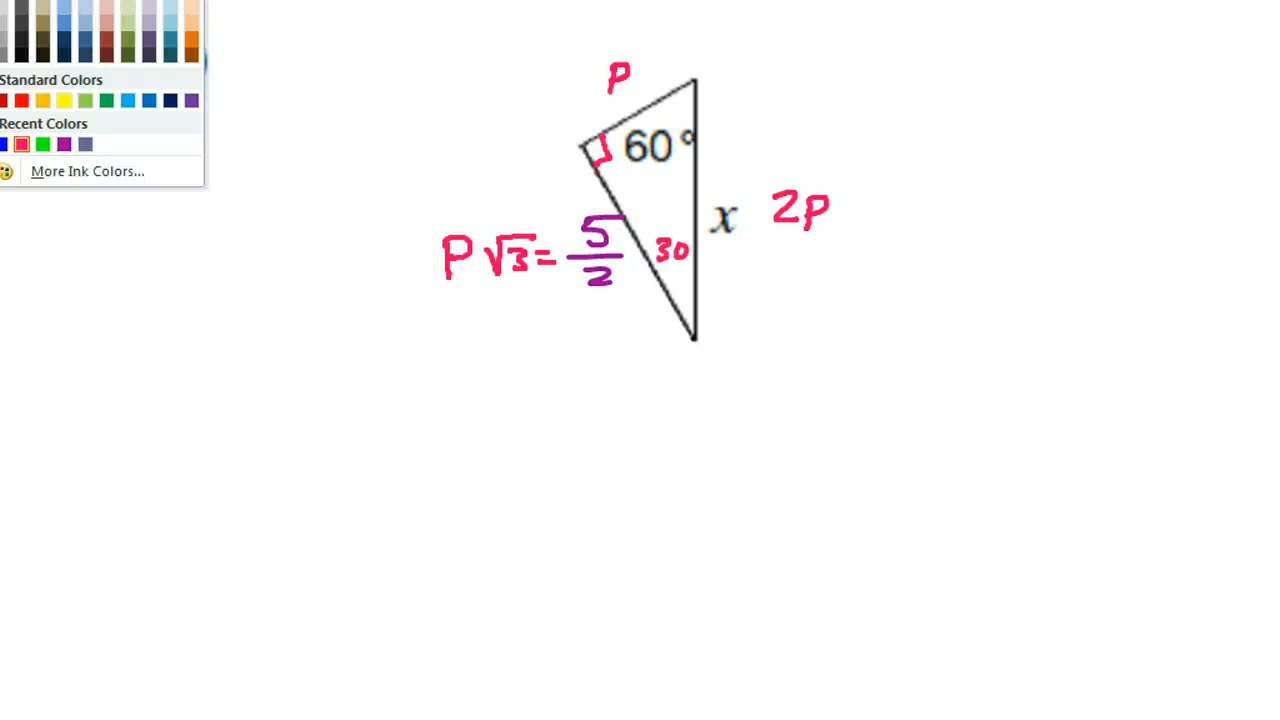 Standard Colors
Recent Colors
More Ink Colors...
P
60°
x 2p
P√3 = 5/2
30